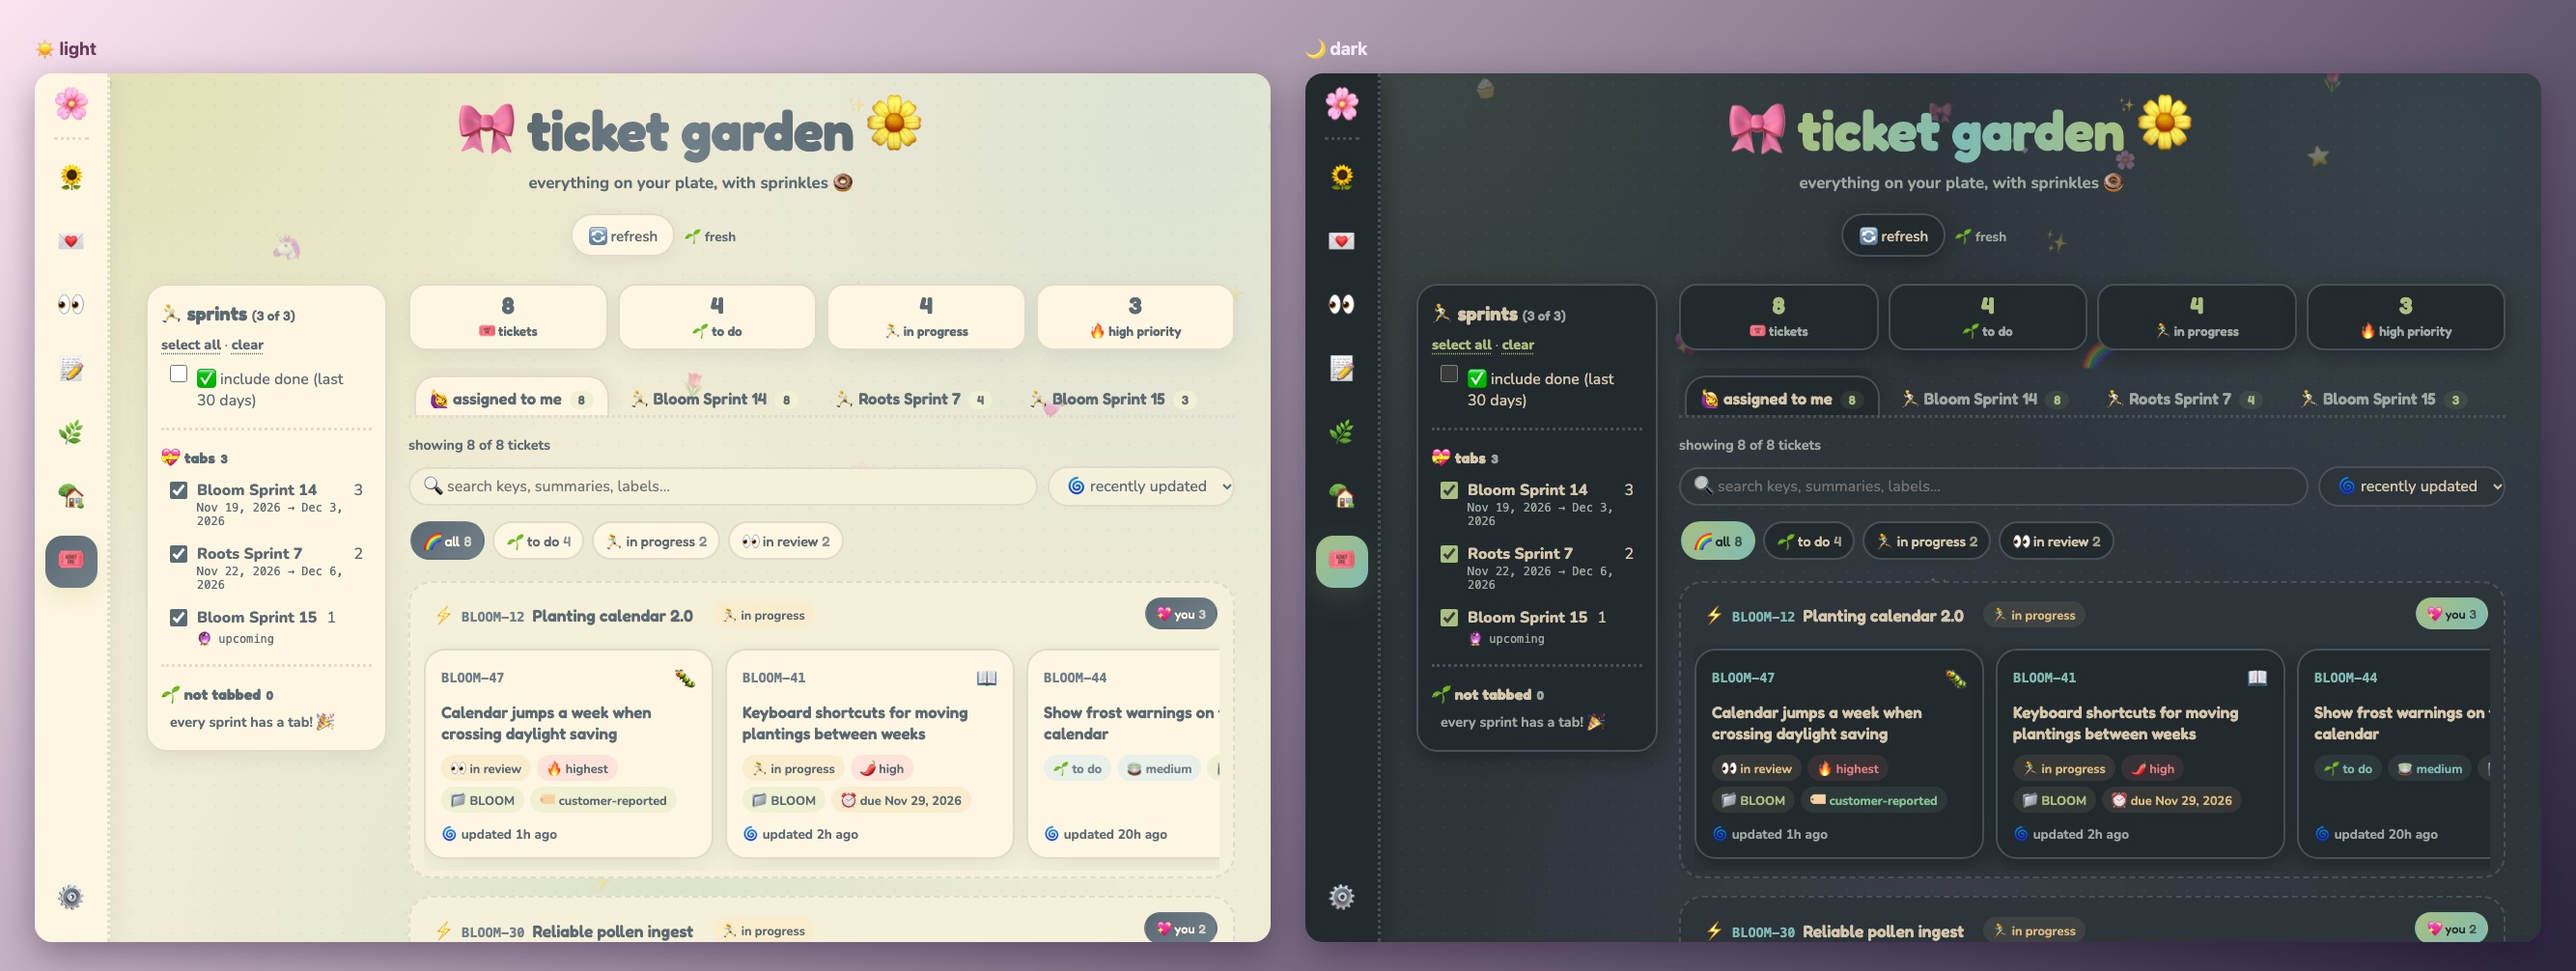 light
ticket garden
everything on your plate, with sprinkles
refresh
fresh
sprints (3 of 3)
select all · clear
include done (last
30 days)
tabs 3
Bloom Sprint 14 3
Nov 19, 2026 → Dec 3,
2026
Roots Sprint 7 2
Nov 22, 2026 → Dec 6,
2026
Bloom Sprint 15 1
upcoming
not tabbed 0
every sprint has a tab!
8
tickets
4
to do
4
in progress
3
high priority
assigned to me 8
Bloom Sprint 14 8
Roots Sprint 7 4
Bloom Sprint 15 3
showing 8 of 8 tickets
search keys, summaries, labels...
recently updated
all 8
to do 4
in progress 2
in review 2
BLOOM-12 Planting calendar 2.0 in progress
you 3
BLOOM-47
Calendar jumps a week when
crossing daylight saving
in review highest
BLOOM customer-reported
updated 1h ago
BLOOM-41
Keyboard shortcuts for moving
plantings between weeks
in progress high
BLOOM due Nov 29, 2026
updated 2h ago
BLOOM-44
Show frost warnings on
calendar
to do medium
updated 20h ago
BLOOM-30 Reliable pollen ingest in progress
you 2
dark
ticket garden
everything on your plate, with sprinkles
refresh
fresh
sprints (3 of 3)
select all · clear
include done (last
30 days)
tabs 3
Bloom Sprint 14 3
Nov 19, 2026 → Dec 3,
2026
Roots Sprint 7 2
Nov 22, 2026 → Dec 6,
2026
Bloom Sprint 15 1
upcoming
not tabbed 0
every sprint has a tab!
8
tickets
4
to do
4
in progress
3
high priority
assigned to me 8
Bloom Sprint 14 8
Roots Sprint 7 4
Bloom Sprint 15 3
showing 8 of 8 tickets
search keys, summaries, labels...
recently updated
all 8
to do 4
in progress 2
in review 2
BLOOM-12 Planting calendar 2.0 in progress
you 3
BLOOM-47
Calendar jumps a week when
crossing daylight saving
in review highest
BLOOM customer-reported
updated 1h ago
BLOOM-41
Keyboard shortcuts for moving
plantings between weeks
in progress high
BLOOM due Nov 29, 2026
updated 2h ago
BLOOM-44
Show frost warnings on
calendar
to do medium
updated 20h ago
BLOOM-30 Reliable pollen ingest in progress
you 2